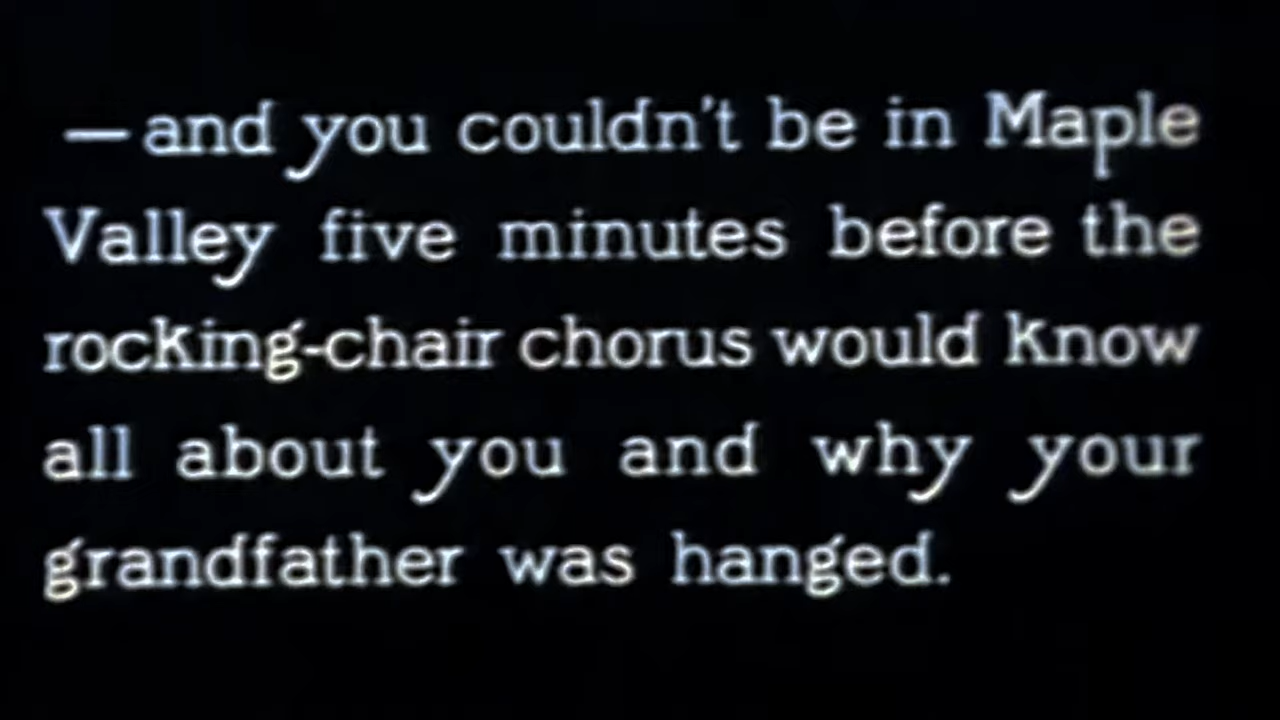 —and you couldn't be in Maple
Valley five minutes before the
rocking-chair chorus would know
all about you and why your
grandfather was hanged.